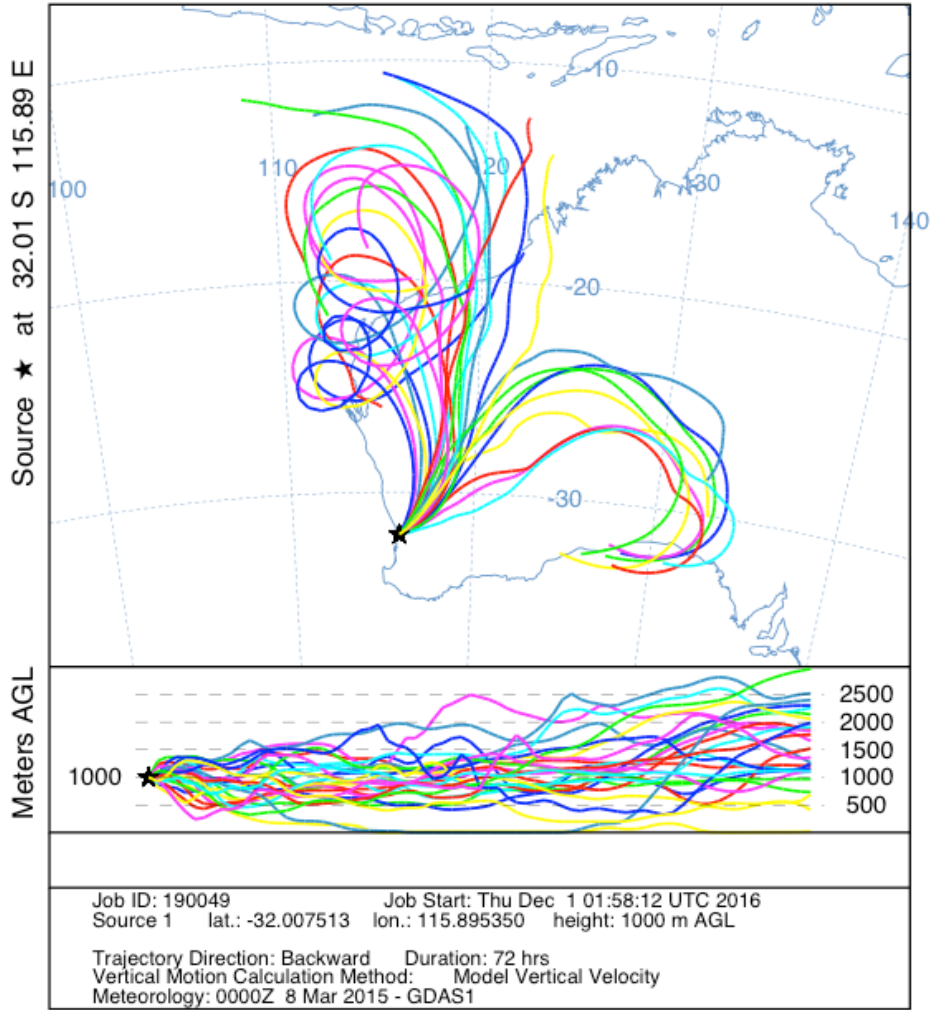 -10
110
20
100
-30
140
-20
-30
Source ★ at 32.01 S 115.89 E
Meters AGL
2500
2000
1500
1000
1000
500
Job ID: 190049 Job Start: Thu Dec 1 01:58:12 UTC 2016
Source 1 lat.: -32.007513 lon.: 115.895350 height: 1000 m AGL
Trajectory Direction: Backward Duration: 72 hrs
Vertical Motion Calculation Method: Model Vertical Velocity
Meteorology: 0000Z 8 Mar 2015 - GDAS1